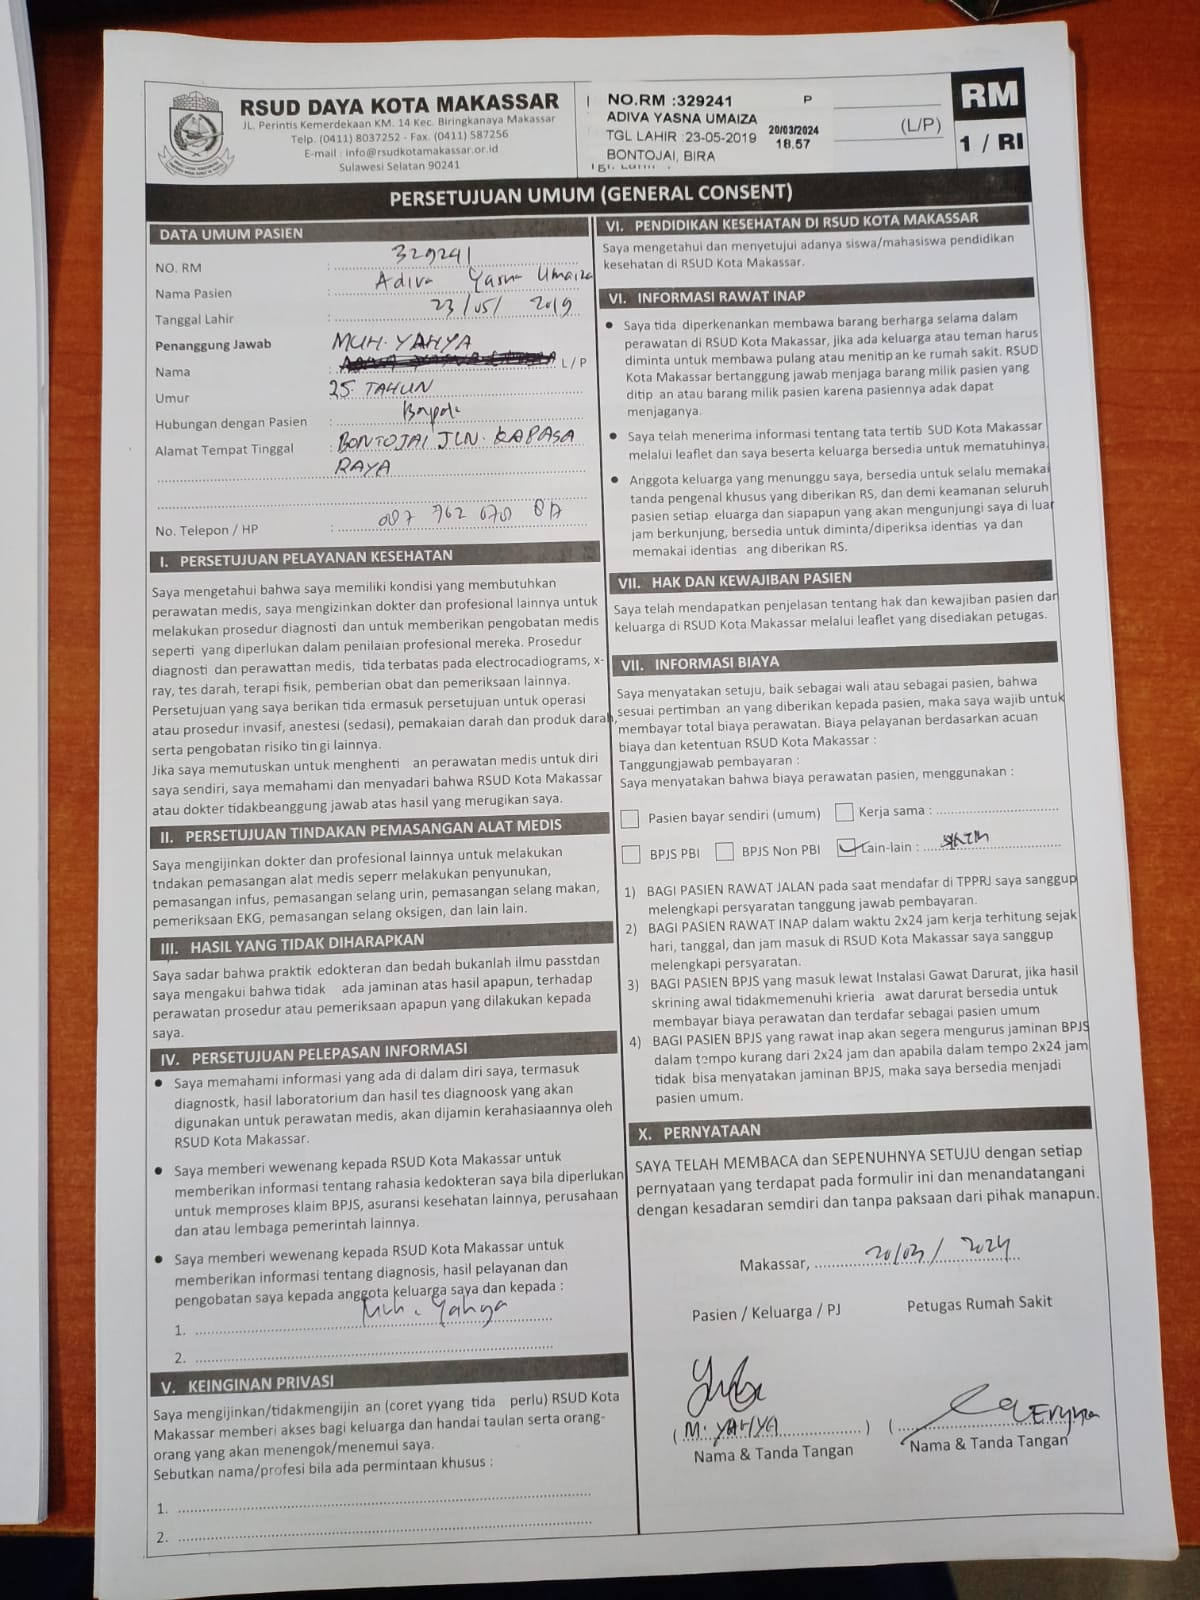 RSUD DAYA KOTA MAKASSAR
JL. Perintis Kemerdekaan KM. 14 Kec. Biringkanaya Makassar
Telp. (0411) 8037252 - Fax. (0411) 587256
E-mail : info@rsudkotamakassar.or.id
Sulawesi Selatan 90241
NO.RM :329241 P
ADIVA YASNA UMAIZA
TGL LAHIR :23-05-2019
20/03/2024
18.57
BONTOJAI, BIRA
(L/P)
RM
1 / RI
PERSETUJUAN UMUM (GENERAL CONSENT)
DATA UMUM PASIEN
NO. RM : 329241
Nama Pasien : Adiva Yasna Umaiza
Tanggal Lahir : 23/05/ 2019
Penanggung Jawab MUH. YAHYA
Nama : L / P
Umur 25 TAHUN
Hubungan dengan Pasien : Bapak
Alamat Tempat Tinggal : BONTOJAI JLN. KAPASA
RAYA
No. Telepon / HP :
I. PERSETUJUAN PELAYANAN KESEHATAN
Saya mengetahui bahwa saya memiliki kondisi yang membutuhkan
perawatan medis, saya mengizinkan dokter dan profesional lainnya untuk
melakukan prosedur diagnosti dan untuk memberikan pengobatan medis
seperti yang diperlukan dalam penilaian profesional mereka. Prosedur
diagnosti dan perawattan medis, tida terbatas pada electrocadiograms, x-
ray, tes darah, terapi fisik, pemberian obat dan pemeriksaan lainnya.
Persetujuan yang saya berikan tida ermasuk persetujuan untuk operasi
atau prosedur invasif, anestesi (sedasi), pemakaian darah dan produk darah,
serta pengobatan risiko tin gi lainnya.
Jika saya memutuskan untuk menghenti an perawatan medis untuk diri
saya sendiri, saya memahami dan menyadari bahwa RSUD Kota Makassar
atau dokter tidakbeanggung jawab atas hasil yang merugikan saya.
II. PERSETUJUAN TINDAKAN PEMASANGAN ALAT MEDIS
Saya mengijinkan dokter dan profesional lainnya untuk melakukan
tndakan pemasangan alat medis seperr melakukan penyunukan,
pemasangan infus, pemasangan selang urin, pemasangan selang makan,
pemeriksaan EKG, pemasangan selang oksigen, dan lain lain.
III. HASIL YANG TIDAK DIHARAPKAN
Saya sadar bahwa praktik edokteran dan bedah bukanlah ilmu passtdan
saya mengakui bahwa tidak ada jaminan atas hasil apapun, terhadap
perawatan prosedur atau pemeriksaan apapun yang dilakukan kepada
saya.
IV. PERSETUJUAN PELEPASAN INFORMASI
• Saya memahami informasi yang ada di dalam diri saya, termasuk
diagnostk, hasil laboratorium dan hasil tes diagnoosk yang akan
digunakan untuk perawatan medis, akan dijamin kerahasiaannya oleh
RSUD Kota Makassar.
• Saya memberi wewenang kepada RSUD Kota Makassar untuk
memberikan informasi tentang rahasia kedokteran saya bila diperlukan
untuk memproses klaim BPJS, asuransi kesehatan lainnya, perusahaan
dan atau lembaga pemerintah lainnya.
• Saya memberi wewenang kepada RSUD Kota Makassar untuk
memberikan informasi tentang diagnosis, hasil pelayanan dan
pengobatan saya kepada anggota keluarga saya dan kepada :
1. Muh. Yahya
2.
V. KEINGINAN PRIVASI
Saya mengijinkan/tidakmengijin an (coret yyang tida perlu) RSUD Kota
Makassar memberi akses bagi keluarga dan handai taulan serta orang-
orang yang akan menengok/menemui saya.
Sebutkan nama/profesi bila ada permintaan khusus :
1.
2.
VI. PENDIDIKAN KESEHATAN DI RSUD KOTA MAKASSAR
Saya mengetahui dan menyetujui adanya siswa/mahasiswa pendidikan
kesehatan di RSUD Kota Makassar.
VI. INFORMASI RAWAT INAP
• Saya tida diperkenankan membawa barang berharga selama dalam
perawatan di RSUD Kota Makassar, jika ada keluarga atau teman harus
diminta untuk membawa pulang atau menitip an ke rumah sakit. RSUD
Kota Makassar bertanggung jawab menjaga barang milik pasien yang
ditip an atau barang milik pasien karena pasiennya adak dapat
menjaganya.
• Saya telah menerima informasi tentang tata tertib SUD Kota Makassar
melalui leaflet dan saya beserta keluarga bersedia untuk mematuhinya.
• Anggota keluarga yang menunggu saya, bersedia untuk selalu memakai
tanda pengenal khusus yang diberikan RS, dan demi keamanan seluruh
pasien setiap eluarga dan siapapun yang akan mengunjungi saya di luar
jam berkunjung, bersedia untuk diminta/diperiksa identias ya dan
memakai identias ang diberikan RS.
VII. HAK DAN KEWAJIBAN PASIEN
Saya telah mendapatkan penjelasan tentang hak dan kewajiban pasien dar
keluarga di RSUD Kota Makassar melalui leaflet yang disediakan petugas.
VII. INFORMASI BIAYA
Saya menyatakan setuju, baik sebagai wali atau sebagai pasien, bahwa
sesuai pertimban an yang diberikan kepada pasien, maka saya wajib untuk
membayar total biaya perawatan. Biaya pelayanan berdasarkan acuan
biaya dan ketentuan RSUD Kota Makassar :
Tanggungjawab pembayaran :
Saya menyatakan bahwa biaya perawatan pasien, menggunakan :
Pasien bayar sendiri (umum) Kerja sama :
BPJS PBI BPJS Non PBI Lain-lain :
1) BAGI PASIEN RAWAT JALAN pada saat mendafar di TPPRJ saya sanggup
melengkapi persyaratan tanggung jawab pembayaran.
2) BAGI PASIEN RAWAT INAP dalam waktu 2x24 jam kerja terhitung sejak
hari, tanggal, dan jam masuk di RSUD Kota Makassar saya sanggup
melengkapi persyaratan.
3) BAGI PASIEN BPJS yang masuk lewat Instalasi Gawat Darurat, jika hasil
skrining awal tidakmemenuhi krieria awat darurat bersedia untuk
membayar biaya perawatan dan terdafar sebagai pasien umum
4) BAGI PASIEN BPJS yang rawat inap akan segera mengurus jaminan BPJS
dalam tempo kurang dari 2x24 jam dan apabila dalam tempo 2x24 jam
tidak bisa menyatakan jaminan BPJS, maka saya bersedia menjadi
pasien umum.
X. PERNYATAAN
SAYA TELAH MEMBACA dan SEPENUHNYA SETUJU dengan setiap
pernyataan yang terdapat pada formulir ini dan menandatangani
dengan kesadaran semdiri dan tanpa paksaan dari pihak manapun.
Makassar, 20/03/ 2024
Pasien / Keluarga / PJ Petugas Rumah Sakit
( M. YAHYA ) (
Nama & Tanda Tangan Nama & Tanda Tangan